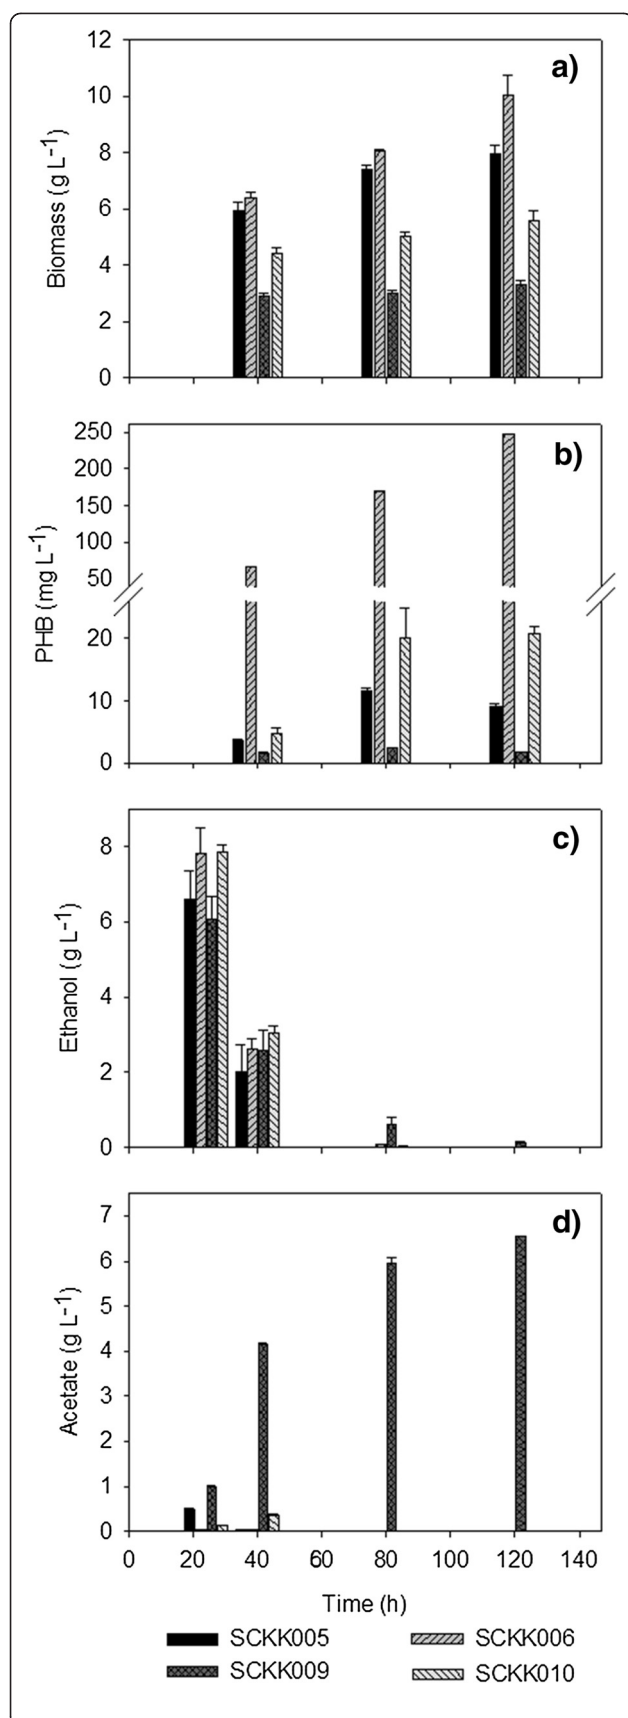 a)
12
10
8
6
4
2
0
Biomass (g L-1)
b)
250
200
150
100
50
20
10
0
PHB (mg L-1)
c)
8
6
4
2
0
Ethanol (g L-1)
d)
7
6
5
4
3
2
1
0
Acetate (g L-1)
0 20 40 60 80 100 120 140
Time (h)
SCKK005 SCKK006
SCKK009 SCKK010